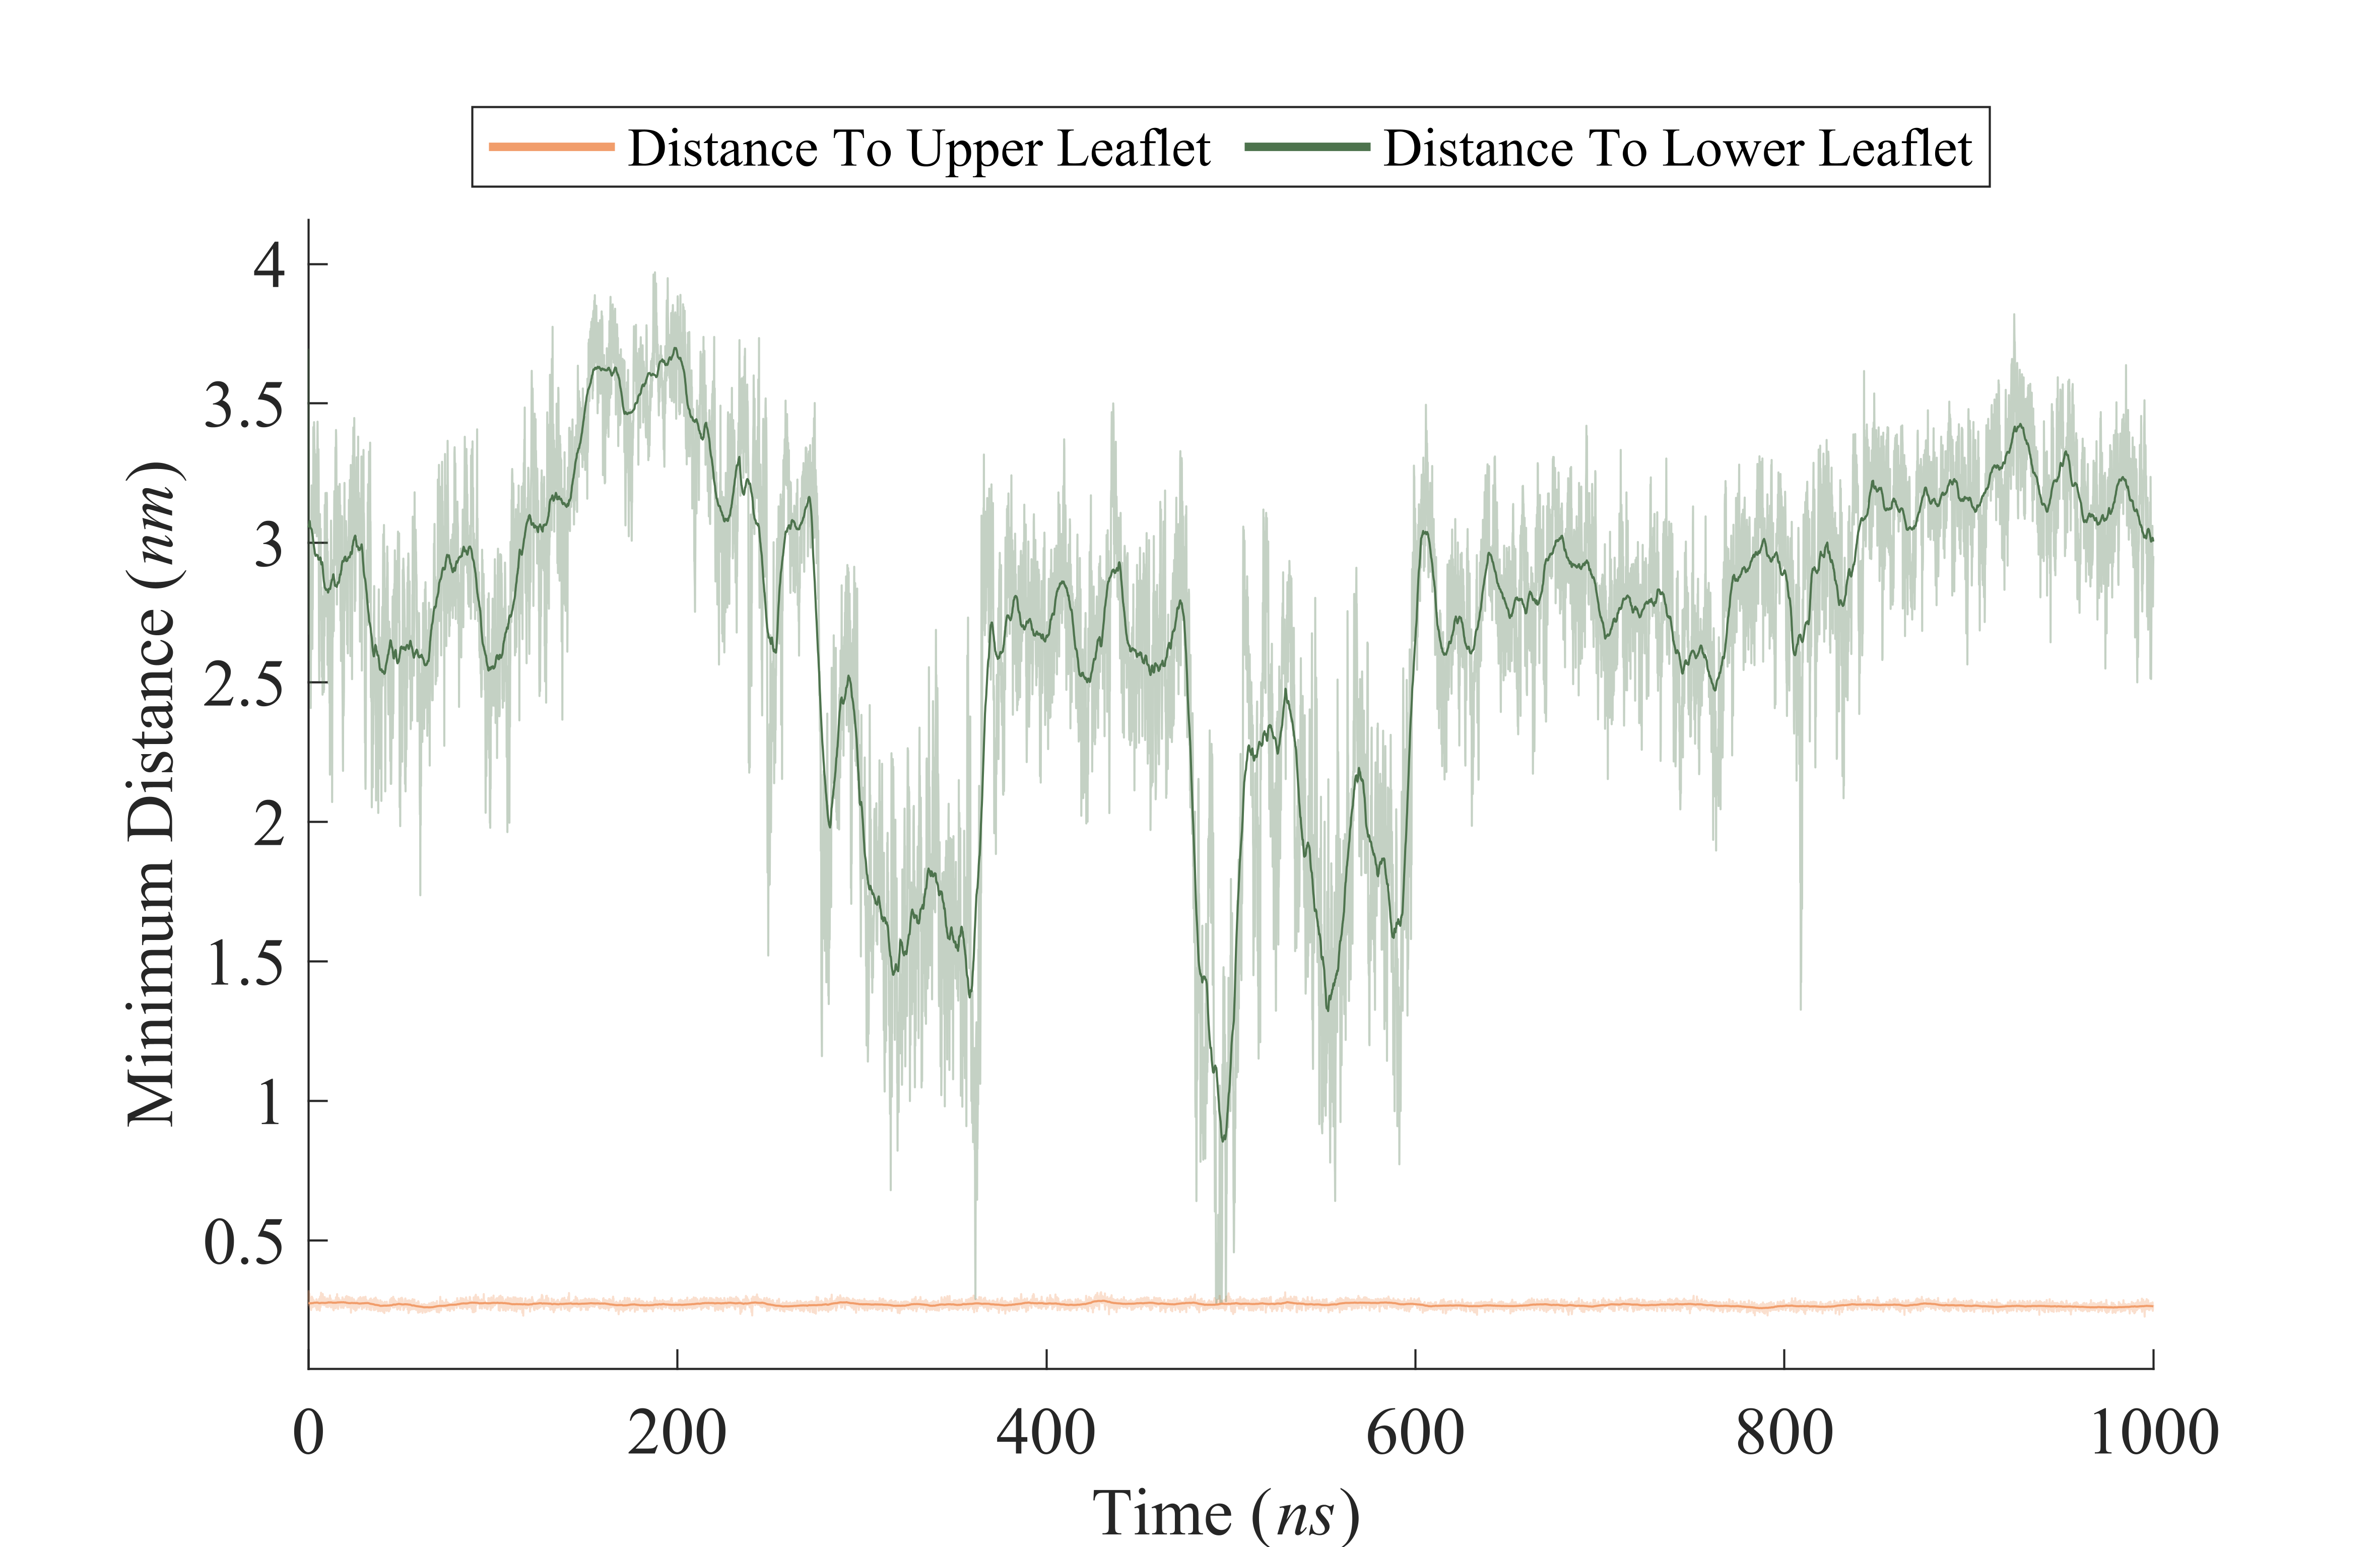 Distance To Upper Leaflet Distance To Lower Leaflet
4
3.5
3
2.5
2
1.5
1
0.5
Minimum Distance (nm)
0 200 400 600 800 1000
Time (ns)